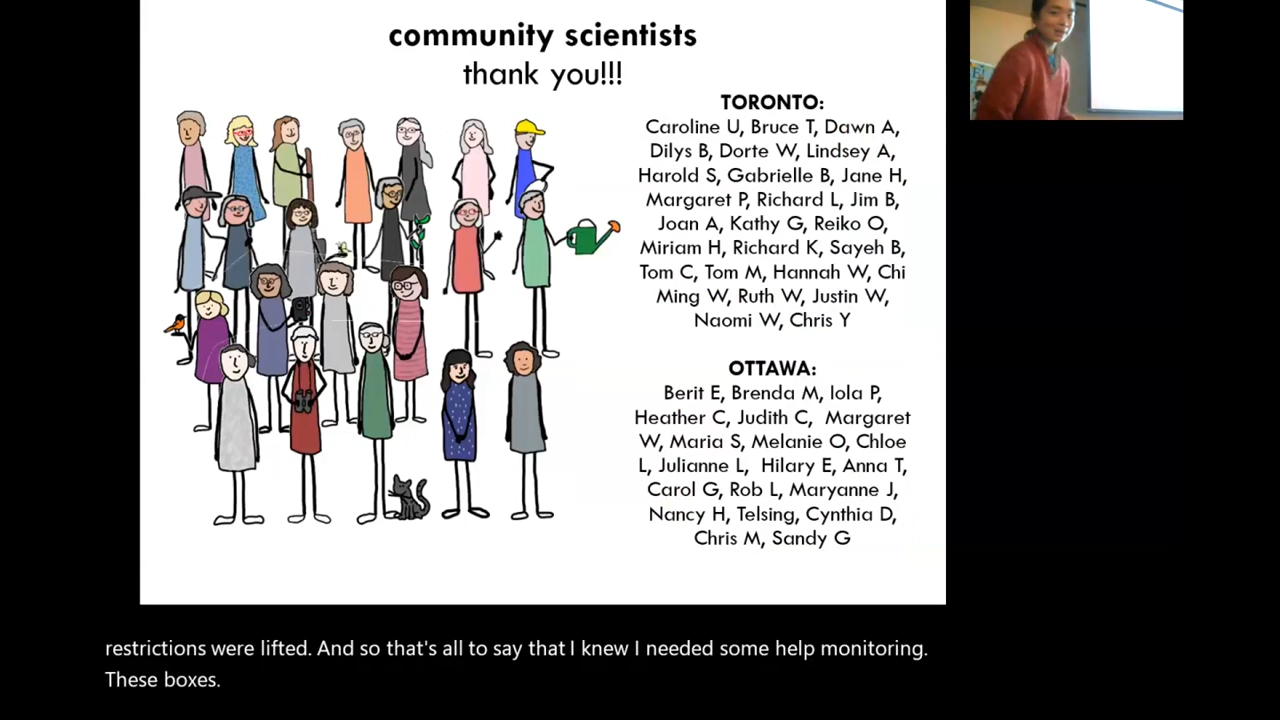 community scientists
thank you!!!
TORONTO:
Caroline U, Bruce T, Dawn A,
Dilys B, Dorte W, Lindsey A,
Harold S, Gabrielle B, Jane H,
Margaret P, Richard L, Jim B,
Joan A, Kathy G, Reiko O,
Miriam H, Richard K, Sayeh B,
Tom C, Tom M, Hannah W, Chi
Ming W, Ruth W, Justin W,
Naomi W, Chris Y
OTTAWA:
Berit E, Brenda M, Iola P,
Heather C, Judith C, Margaret
W, Maria S, Melanie O, Chloe
L, Julianne L, Hilary E, Anna T,
Carol G, Rob L, Maryanne J,
Nancy H, Telsing, Cynthia D,
Chris M, Sandy G
restrictions were lifted. And so that's all to say that I knew I needed some help monitoring.
These boxes.